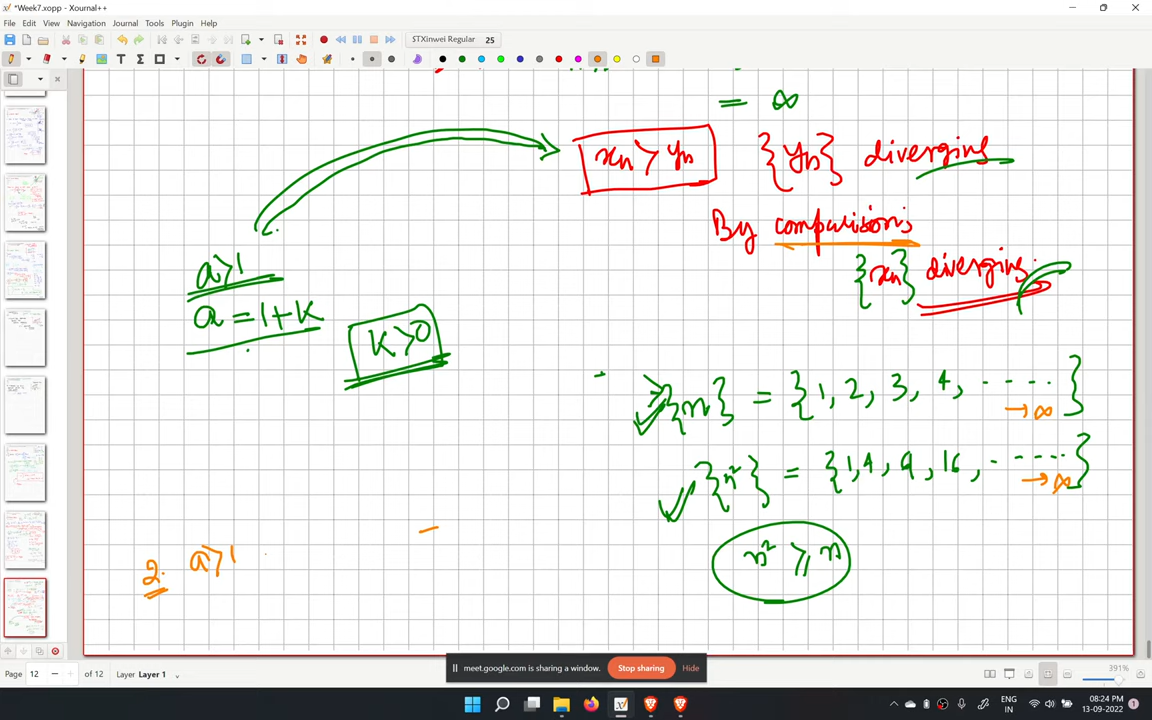 *Week7.xopp - Xournal++
File Edit View Navigation Journal Tools Plugin Help
STXinwei Regular 25
= ∞
xn > yn {yn} diverging
By comparisons
{xn} diverging
a>1
a = 1+K
K>0
{n} = {1, 2, 3, 4, ..... → ∞}
{n²} = {1, 4, 9, 16, ..... → ∞}
n² ≥ n
2. a>1
meet.google.com is sharing a window. Stop sharing Hide
Page 12 of 12 Layer Layer 1 391%
ENG IN 08:24 PM 13-09-2022